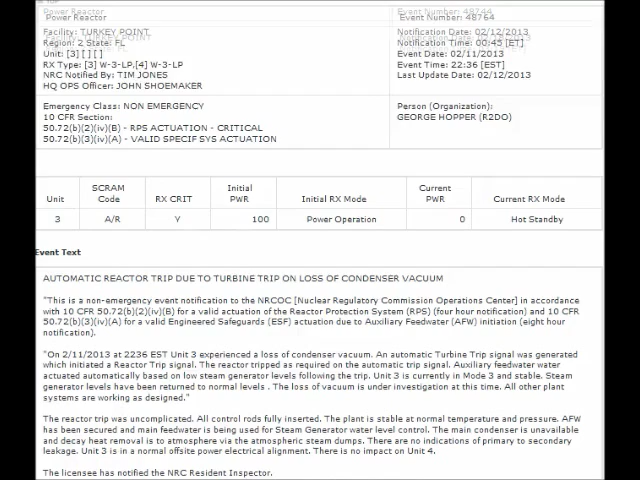 Power Reactor
Event Number: 48744
Power Reactor
Event Number: 48764
Facility: TURKEY POINT
Region: 2 State: FL
Unit: [3] [ ] [ ]
RX Type: [3] W-3-LP,[4] W-3-LP
NRC Notified By: TIM JONES
HQ OPS Officer: JOHN SHOEMAKER
Notification Date: 02/12/2013
Notification Time: 00:45 [ET]
Event Date: 02/11/2013
Event Time: 22:36 [EST]
Last Update Date: 02/12/2013
Emergency Class: NON EMERGENCY
10 CFR Section:
50.72(b)(2)(iv)(B) - RPS ACTUATION - CRITICAL
50.72(b)(3)(iv)(A) - VALID SPECIF SYS ACTUATION
Person (Organization):
GEORGE HOPPER (R2DO)
Unit SCRAM Code RX CRIT Initial PWR Initial RX Mode Current PWR Current RX Mode
3 A/R Y 100 Power Operation 0 Hot Standby
Event Text
AUTOMATIC REACTOR TRIP DUE TO TURBINE TRIP ON LOSS OF CONDENSER VACUUM
"This is a non-emergency event notification to the NRCOC [Nuclear Regulatory Commission Operations Center] in accordance
with 10 CFR 50.72(b)(2)(iv)(B) for a valid actuation of the Reactor Protection System (RPS) (four hour notification) and 10 CFR
50.72(b)(3)(iv)(A) for a valid Engineered Safeguards (ESF) actuation due to Auxiliary Feedwater (AFW) initiation (eight hour
notification).
"On 2/11/2013 at 2236 EST Unit 3 experienced a loss of condenser vacuum. An automatic Turbine Trip signal was generated
which initiated a Reactor Trip signal. The reactor tripped as required on the automatic trip signal. Auxiliary feedwater water
actuated automatically based on low steam generator levels following the trip. Unit 3 is currently in Mode 3 and stable. Steam
generator levels have been returned to normal levels . The loss of vacuum is under investigation at this time. All other plant
systems are working as designed."
The reactor trip was uncomplicated. All control rods fully inserted. The plant is stable at normal temperature and pressure. AFW
has been secured and main feedwater is being used for Steam Generator water level control. The main condenser is unavailable
and decay heat removal is to atmosphere via the atmospheric steam dumps. There are no indications of primary to secondary
leakage. Unit 3 is in a normal offsite power electrical alignment. There is no impact on Unit 4.
The licensee has notified the NRC Resident Inspector.